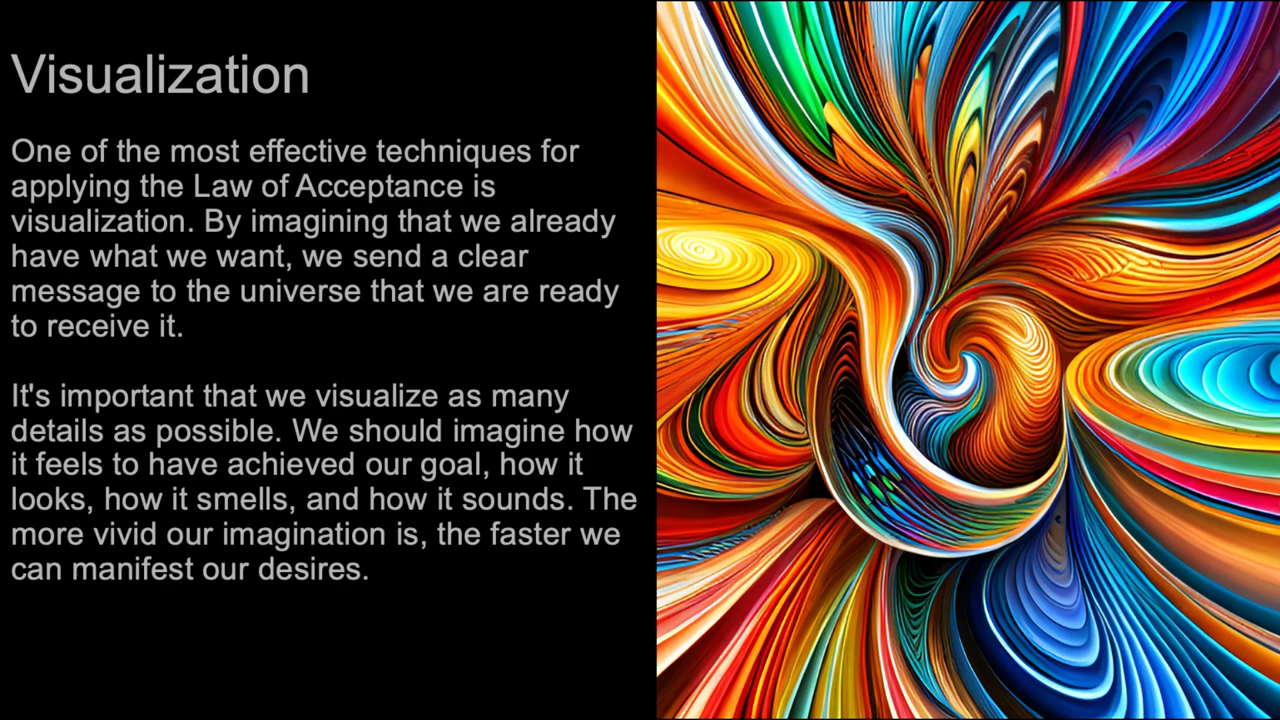 Visualization
One of the most effective techniques for
applying the Law of Acceptance is
visualization. By imagining that we already
have what we want, we send a clear
message to the universe that we are ready
to receive it.
It's important that we visualize as many
details as possible. We should imagine how
it feels to have achieved our goal, how it
looks, how it smells, and how it sounds. The
more vivid our imagination is, the faster we
can manifest our desires.